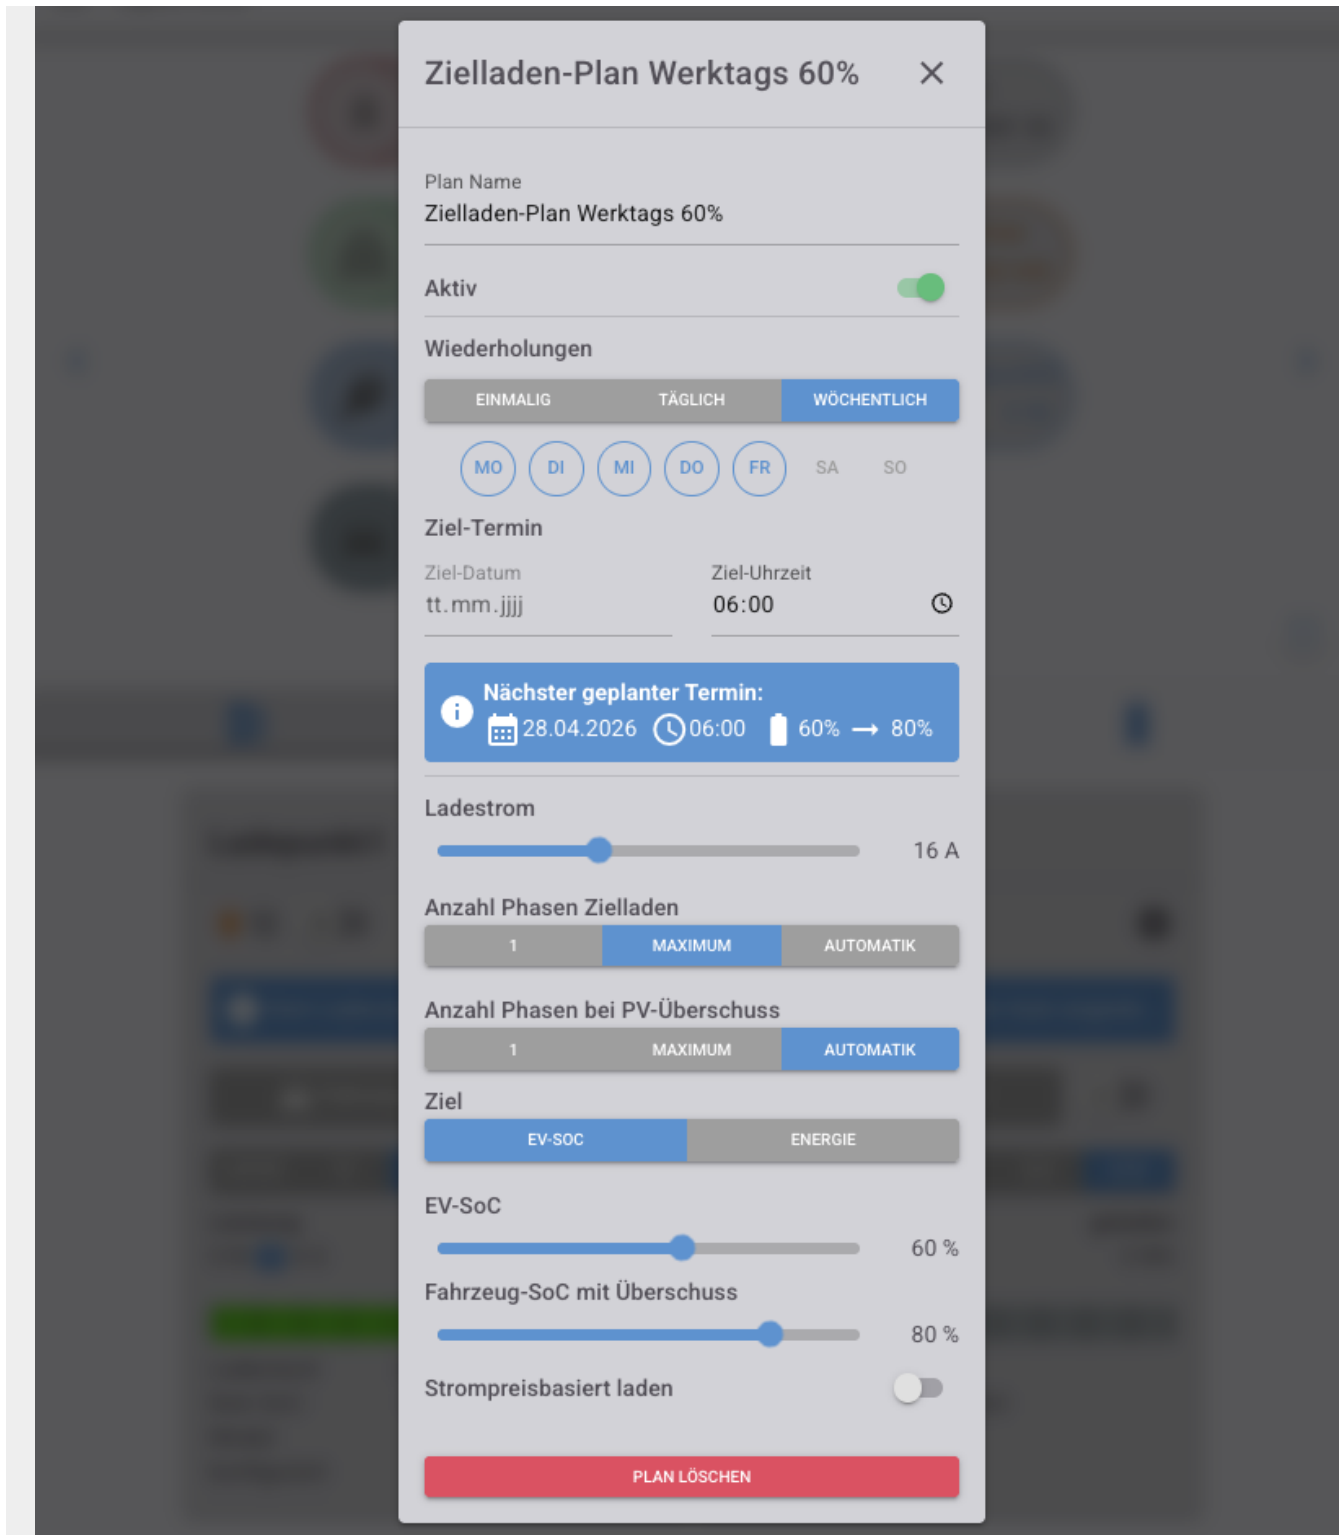 Zielladen-Plan Werktags 60%
Plan Name
Zielladen-Plan Werktags 60%
Aktiv
Wiederholungen
EINMALIG TÄGLICH WÖCHENTLICH
MO DI MI DO FR SA SO
Ziel-Termin
Ziel-Datum Ziel-Uhrzeit
tt.mm.jjjj 06:00
Nächster geplanter Termin:
28.04.2026 06:00 60% → 80%
Ladestrom
16 A
Anzahl Phasen Zielladen
1 MAXIMUM AUTOMATIK
Anzahl Phasen bei PV-Überschuss
1 MAXIMUM AUTOMATIK
Ziel
EV-SOC ENERGIE
EV-SoC
60 %
Fahrzeug-SoC mit Überschuss
80 %
Strompreisbasiert laden
PLAN LÖSCHEN